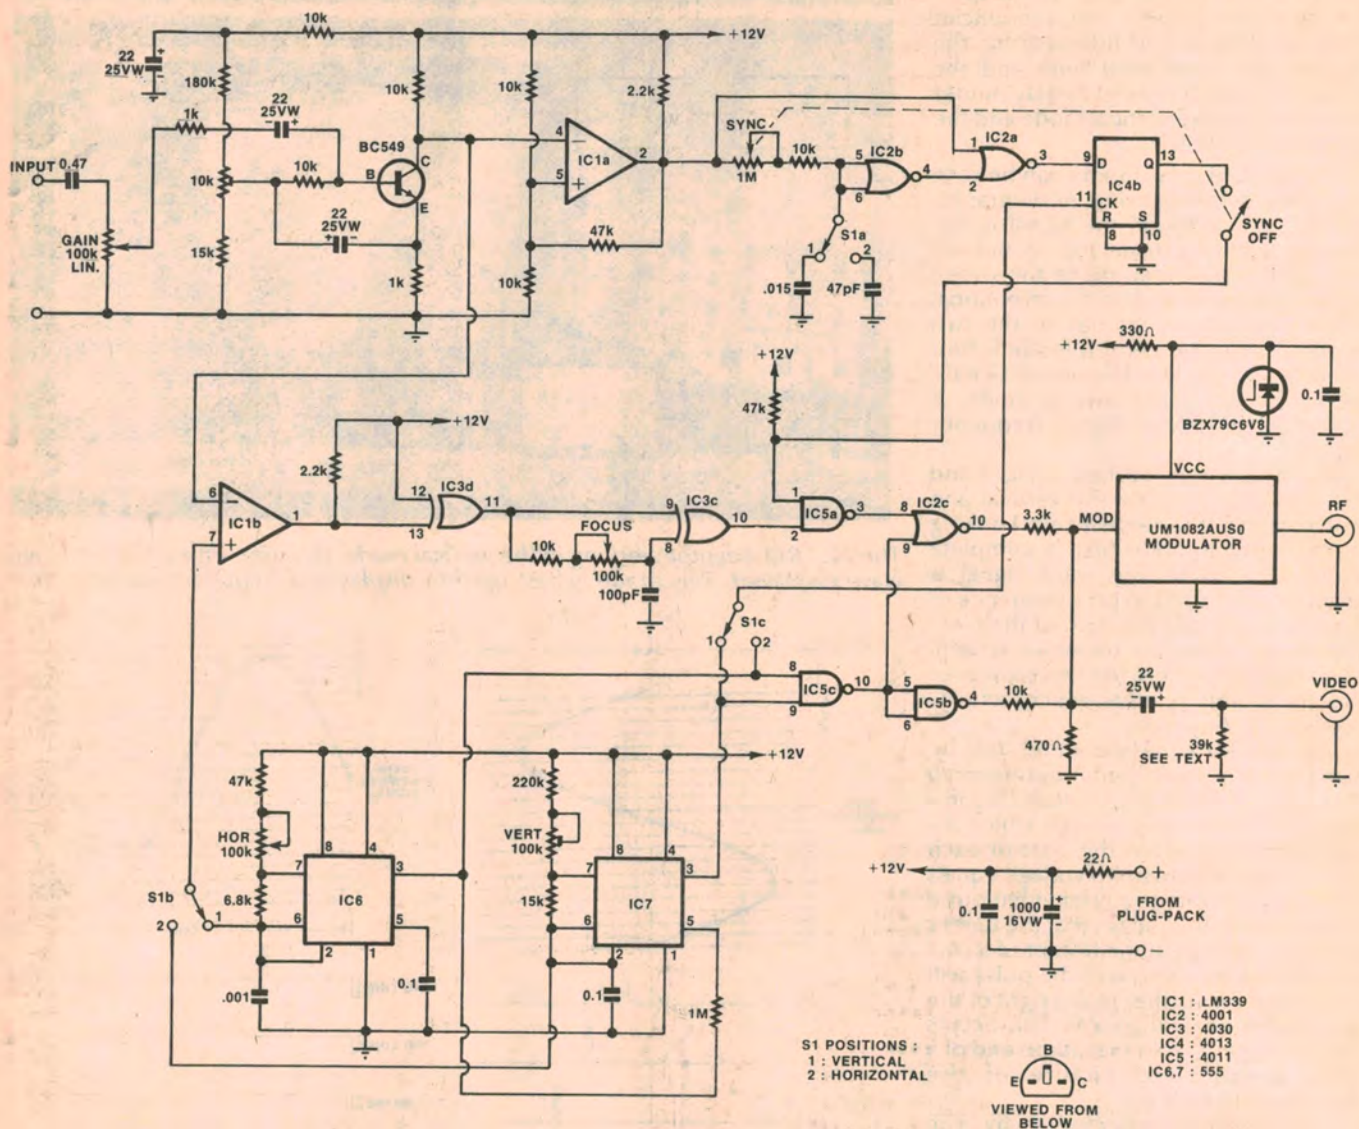 10k
+12V
22
25VW
+
180k
10k
10k
2.2k
1k
22
25VW
+
BC549
SYNC
IC2a
INPUT
0.47
10k
10k
B
C
E
4
5
IC1a
2
1M
10k
5
6
IC2b
4
1
2
3
9
D
Q
13
IC4b
11
CK
R
S
8
10
SYNC
OFF
GAIN
100k
LIN.
22
25VW
+
-
47k
S1a
1
2
15k
1k
10k
.015
47pF
+12V
330Ω
+12V
47k
0.1
BZX79C6V8
+12V
2.2k
12
13
IC3d
11
9
8
IC3c
10
1
2
IC5a
3
8
9
IC2c
10
3.3k
VCC
MOD
UM1082AUS0
MODULATOR
RF
6
7
IC1b
1
FOCUS
10k
100k
100pF
S1c
1
2
8
9
IC5c
10
5
6
IC5b
4
10k
22
25VW
-
+
VIDEO
470Ω
39k
SEE TEXT
+12V
47k
220k
HOR
100k
8
4
7
3
VERT
100k
8
4
7
3
S1b
1
2
6.8k
IC6
6
5
2
1
15k
IC7
6
5
2
1
.001
0.1
0.1
1M
+12V
22Ω
+
0.1
1000
16VW
+
FROM
PLUG-PACK
-
S1 POSITIONS :
1 : VERTICAL
2 : HORIZONTAL
B
E
C
VIEWED FROM
BELOW
IC1 : LM339
IC2 : 4001
IC3 : 4030
IC4 : 4013
IC5 : 4011
IC6,7 : 555